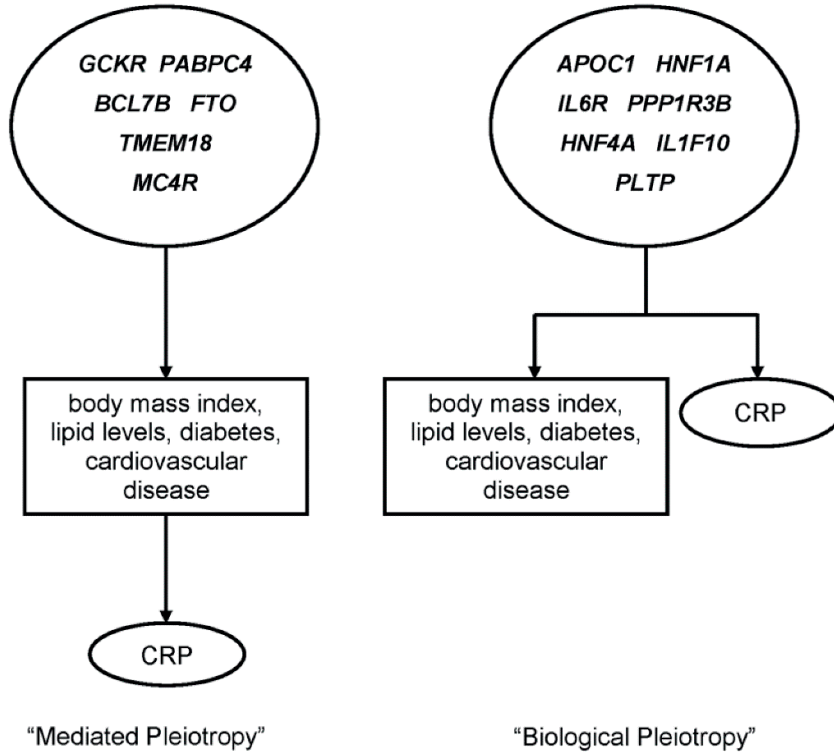 GCKR PABPC4
BCL7B FTO
TMEM18
MC4R
body mass index,
lipid levels, diabetes,
cardiovascular
disease
CRP
“Mediated Pleiotropy”
APOC1 HNF1A
IL6R PPP1R3B
HNF4A IL1F10
PLTP
body mass index,
lipid levels, diabetes,
cardiovascular
disease
CRP
“Biological Pleiotropy”